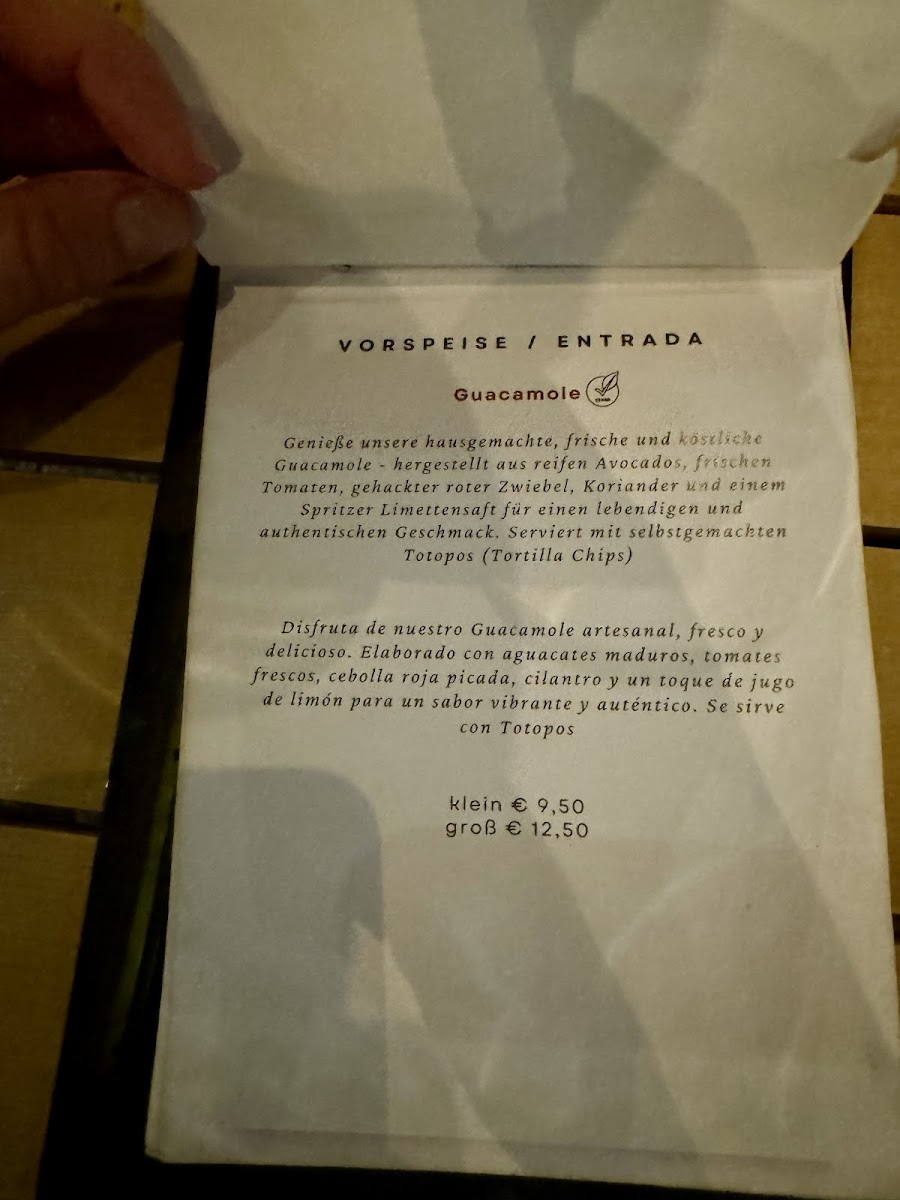 VORSPEISE / ENTRADA
Guacamole
Genieße unsere hausgemachte, frische und köstliche
Guacamole - hergestellt aus reifen Avocados, frischen
Tomaten, gehackter roter Zwiebel, Koriander und einem
Spritzer Limettensaft für einen lebendigen und
authentischen Geschmack. Serviert mit selbstgemachten
Totopos (Tortilla Chips)
Disfruta de nuestro Guacamole artesanal, fresco y
delicioso. Elaborado con aguacates maduros, tomates
frescos, cebolla roja picada, cilantro y un toque de jugo
de limón para un sabor vibrante y auténtico. Se sirve
con Totopos
klein € 9,50
groß € 12,50